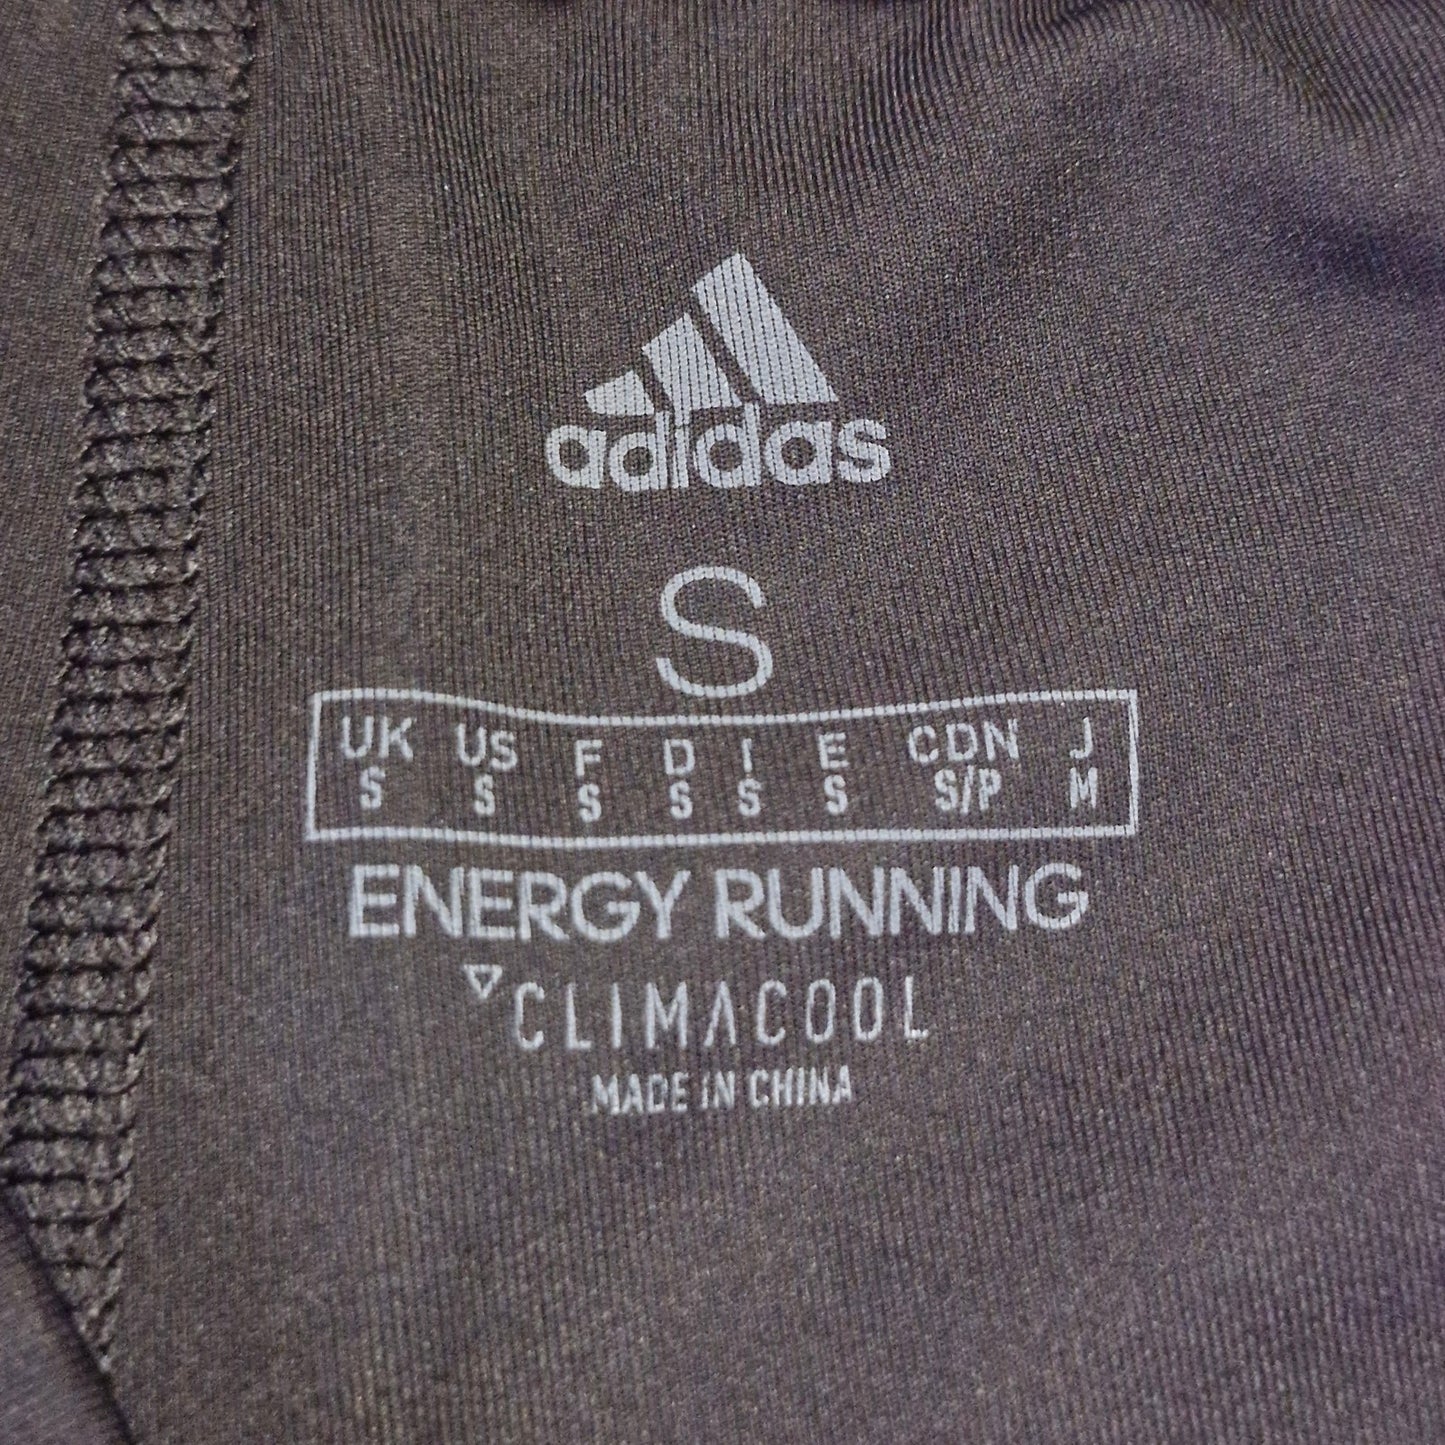 adidas
S
UK US F D I E CDN J
S S S S S S S/P M
ENERGY RUNNING
CLIMACOOL
MADE IN CHINA